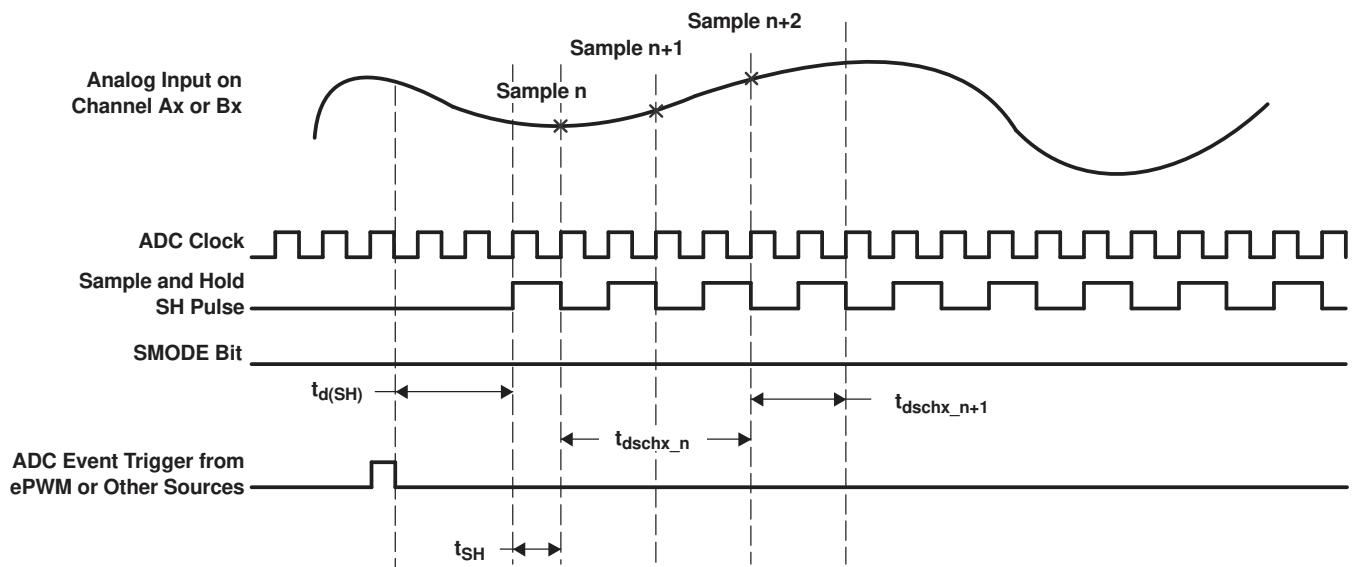 Sample n+2
Sample n+1
Analog Input on
Channel Ax or Bx
Sample n
ADC Clock
Sample and Hold
SH Pulse
SMODE Bit
td(SH)
tdschx_n+1
tdschx_n
ADC Event Trigger from
ePWM or Other Sources
tSH